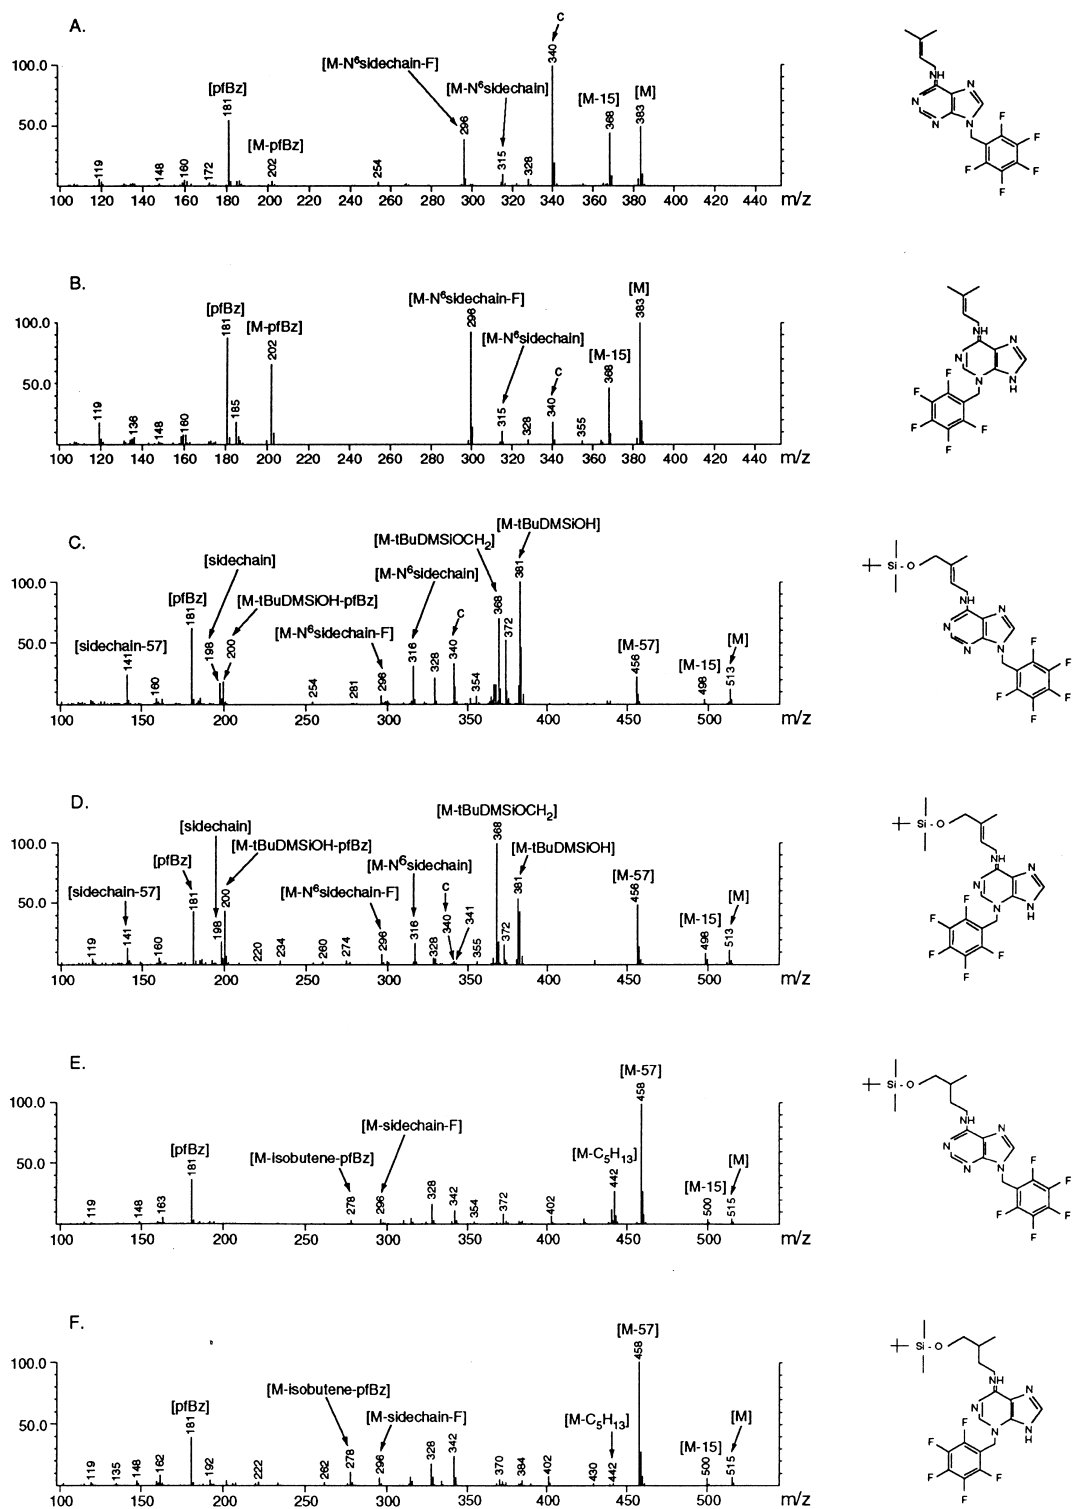 A.
C
[M-N6sidechain-F]
[M-N6sidechain]
[pfBz]
[M-pfBz]
[M-15]
[M]
100.0
50.0
119 148 160 172 181 202 254 296 315 328 340 368 383
100 120 140 160 180 200 220 240 260 280 300 320 340 360 380 400 420 440 m/z
NH
N N
N N
F F F F F
B.
[M]
[M-N6sidechain-F]
[pfBz]
[M-pfBz]
[M-N6sidechain]
[M-15]
C
100.0
50.0
119 136 148 160 181 185 202 298 315 328 340 355 368 383
100 120 140 160 180 200 220 240 260 280 300 320 340 360 380 400 420 440 m/z
NH
N N
N N
H
F F F F F
C.
[M-tBuDMSiOH]
[M-tBuDMSiOCH2]
[sidechain]
[M-N6sidechain]
[pfBz]
[M-tBuDMSiOH-pfBz]
C
[M-N6sidechain-F]
[sidechain-57]
[M-57]
[M-15]
[M]
100.0
50.0
141 160 181 198 200 254 281 296 316 328 340 354 368 372 381 456 498 513
100 150 200 250 300 350 400 450 500 m/z
Si-O
NH
N N
N N
F F F F F
D.
[M-tBuDMSiOCH2]
[sidechain]
[M-tBuDMSiOH-pfBz]
[M-tBuDMSiOH]
[pfBz]
[M-N6sidechain]
[sidechain-57]
[M-N6sidechain-F]
C
[M-57]
[M-15]
[M]
100.0
50.0
119 141 160 181 198 200 220 234 260 274 296 316 328 340 341 355 368 372 381 456 498 513
100 150 200 250 300 350 400 450 500 m/z
Si-O
NH
N N
N N
H
F F F F F
E.
[M-57]
[M-sidechain-F]
[pfBz]
[M-isobutene-pfBz]
[M-C5H13]
[M-15]
[M]
100.0
50.0
119 148 163 181 278 296 328 342 354 372 402 442 458 500 515
100 150 200 250 300 350 400 450 500 m/z
Si-O
NH
N N
N N
F F F F F
F.
[M-57]
[M-isobutene-pfBz]
[pfBz]
[M-sidechain-F]
[M-C5H13]
[M-15]
[M]
100.0
50.0
119 135 148 162 181 192 222 262 278 296 328 342 370 384 402 430 442 458 500 515
100 150 200 250 300 350 400 450 500 m/z
Si-O
NH
N N
N N
H
F F F F F